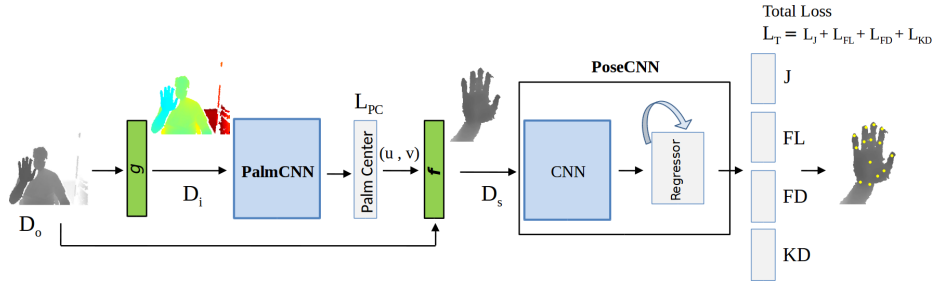 Total Loss
L_T = L_J + L_FL + L_FD + L_KD
PoseCNN
J
L_PC
g
PalmCNN
Palm Center
(u , v)
f
CNN
Regressor
FL
D_i
D_s
FD
D_o
KD